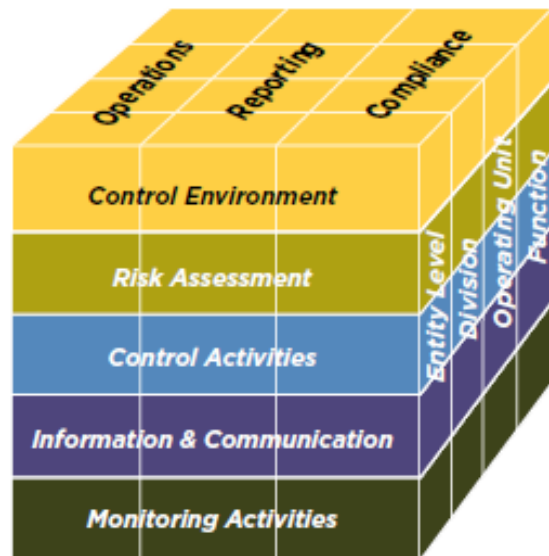 Operations
Reporting
Compliance
Control Environment
Risk Assessment
Control Activities
Information & Communication
Monitoring Activities
Entity Level
Division
Operating Unit
Function